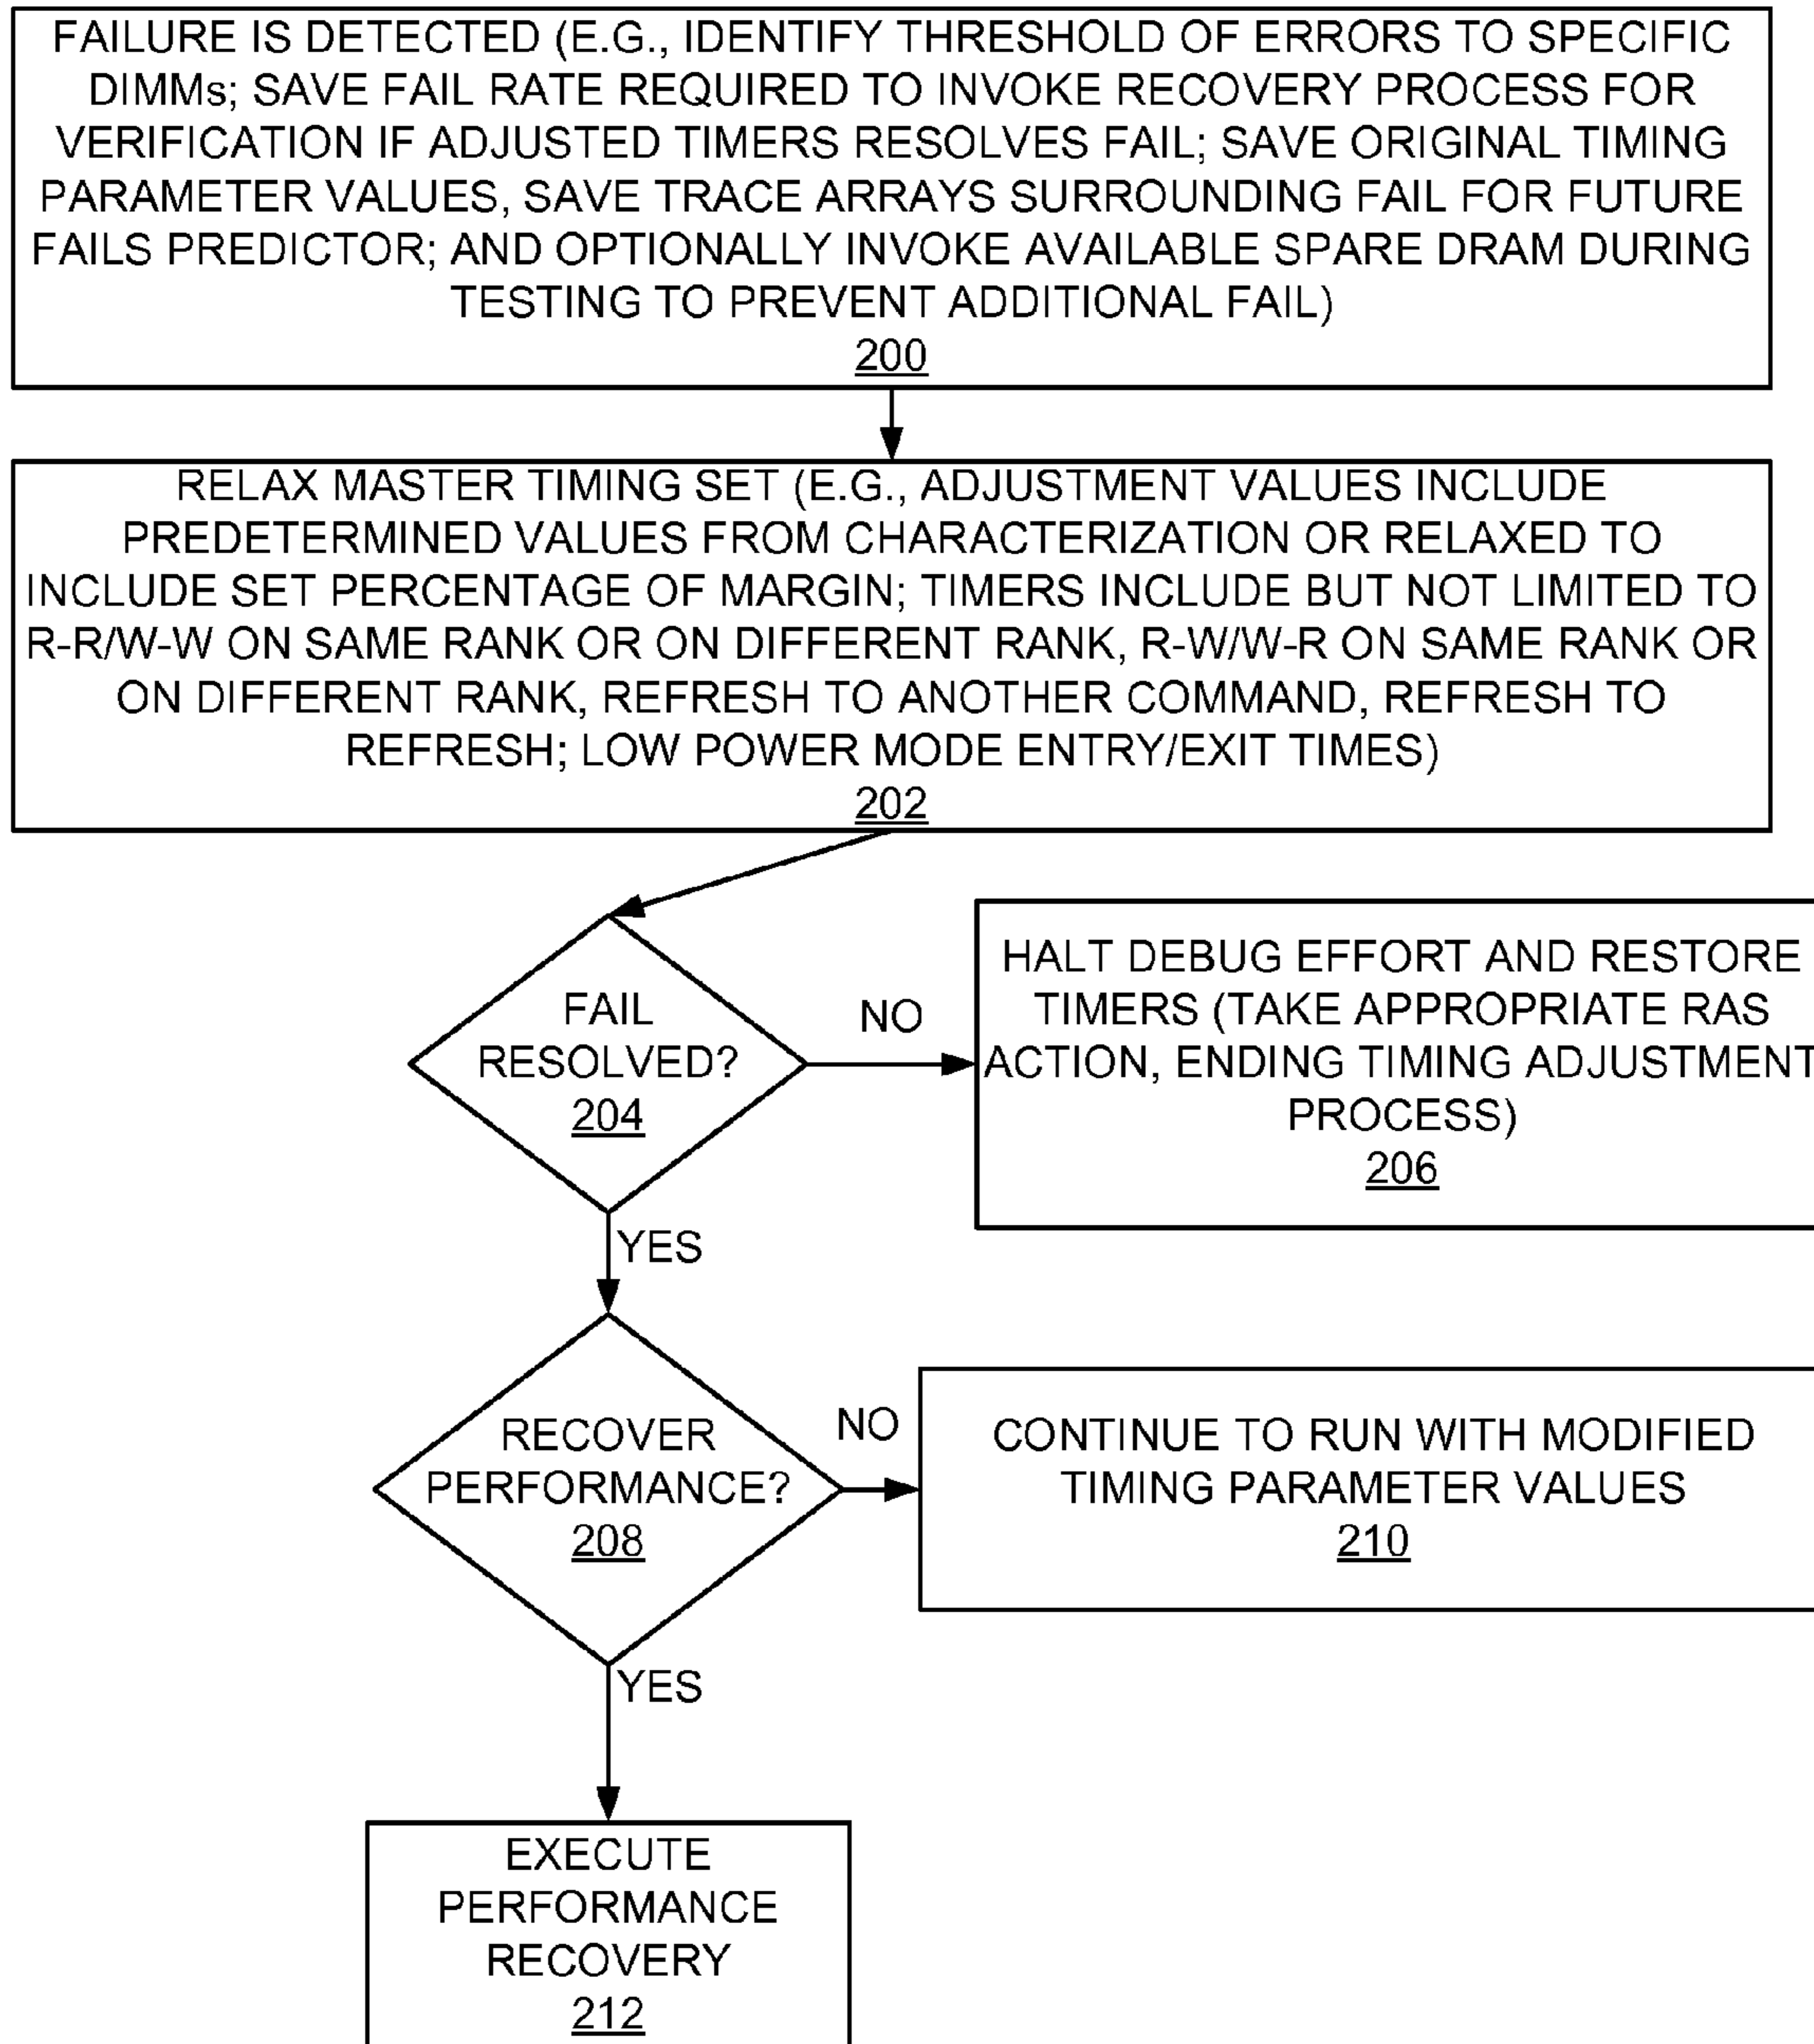 FAILURE IS DETECTED (E.G., IDENTIFY THRESHOLD OF ERRORS TO SPECIFIC
DIMMs; SAVE FAIL RATE REQUIRED TO INVOKE RECOVERY PROCESS FOR
VERIFICATION IF ADJUSTED TIMERS RESOLVES FAIL; SAVE ORIGINAL TIMING
PARAMETER VALUES, SAVE TRACE ARRAYS SURROUNDING FAIL FOR FUTURE
FAILS PREDICTOR; AND OPTIONALLY INVOKE AVAILABLE SPARE DRAM DURING
TESTING TO PREVENT ADDITIONAL FAIL)
200
RELAX MASTER TIMING SET (E.G., ADJUSTMENT VALUES INCLUDE
PREDETERMINED VALUES FROM CHARACTERIZATION OR RELAXED TO
INCLUDE SET PERCENTAGE OF MARGIN; TIMERS INCLUDE BUT NOT LIMITED TO
R-R/W-W ON SAME RANK OR ON DIFFERENT RANK, R-W/W-R ON SAME RANK OR
ON DIFFERENT RANK, REFRESH TO ANOTHER COMMAND, REFRESH TO
REFRESH; LOW POWER MODE ENTRY/EXIT TIMES)
202
FAIL
RESOLVED?
204
NO
HALT DEBUG EFFORT AND RESTORE
TIMERS (TAKE APPROPRIATE RAS
ACTION, ENDING TIMING ADJUSTMENT
PROCESS)
206
YES
RECOVER
PERFORMANCE?
208
NO
CONTINUE TO RUN WITH MODIFIED
TIMING PARAMETER VALUES
210
YES
EXECUTE
PERFORMANCE
RECOVERY
212